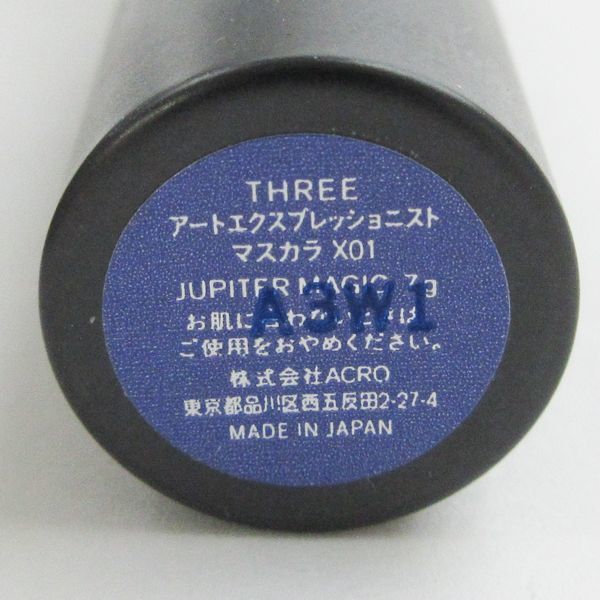 THREE
アートエクスプレッショニスト
マスカラ X01
JUPITER MAGIC 7g
A3W1
お肌に合わないときは
ご使用をおやめください。
株式会社ACRO
東京都品川区西五反田2-27-4
MADE IN JAPAN